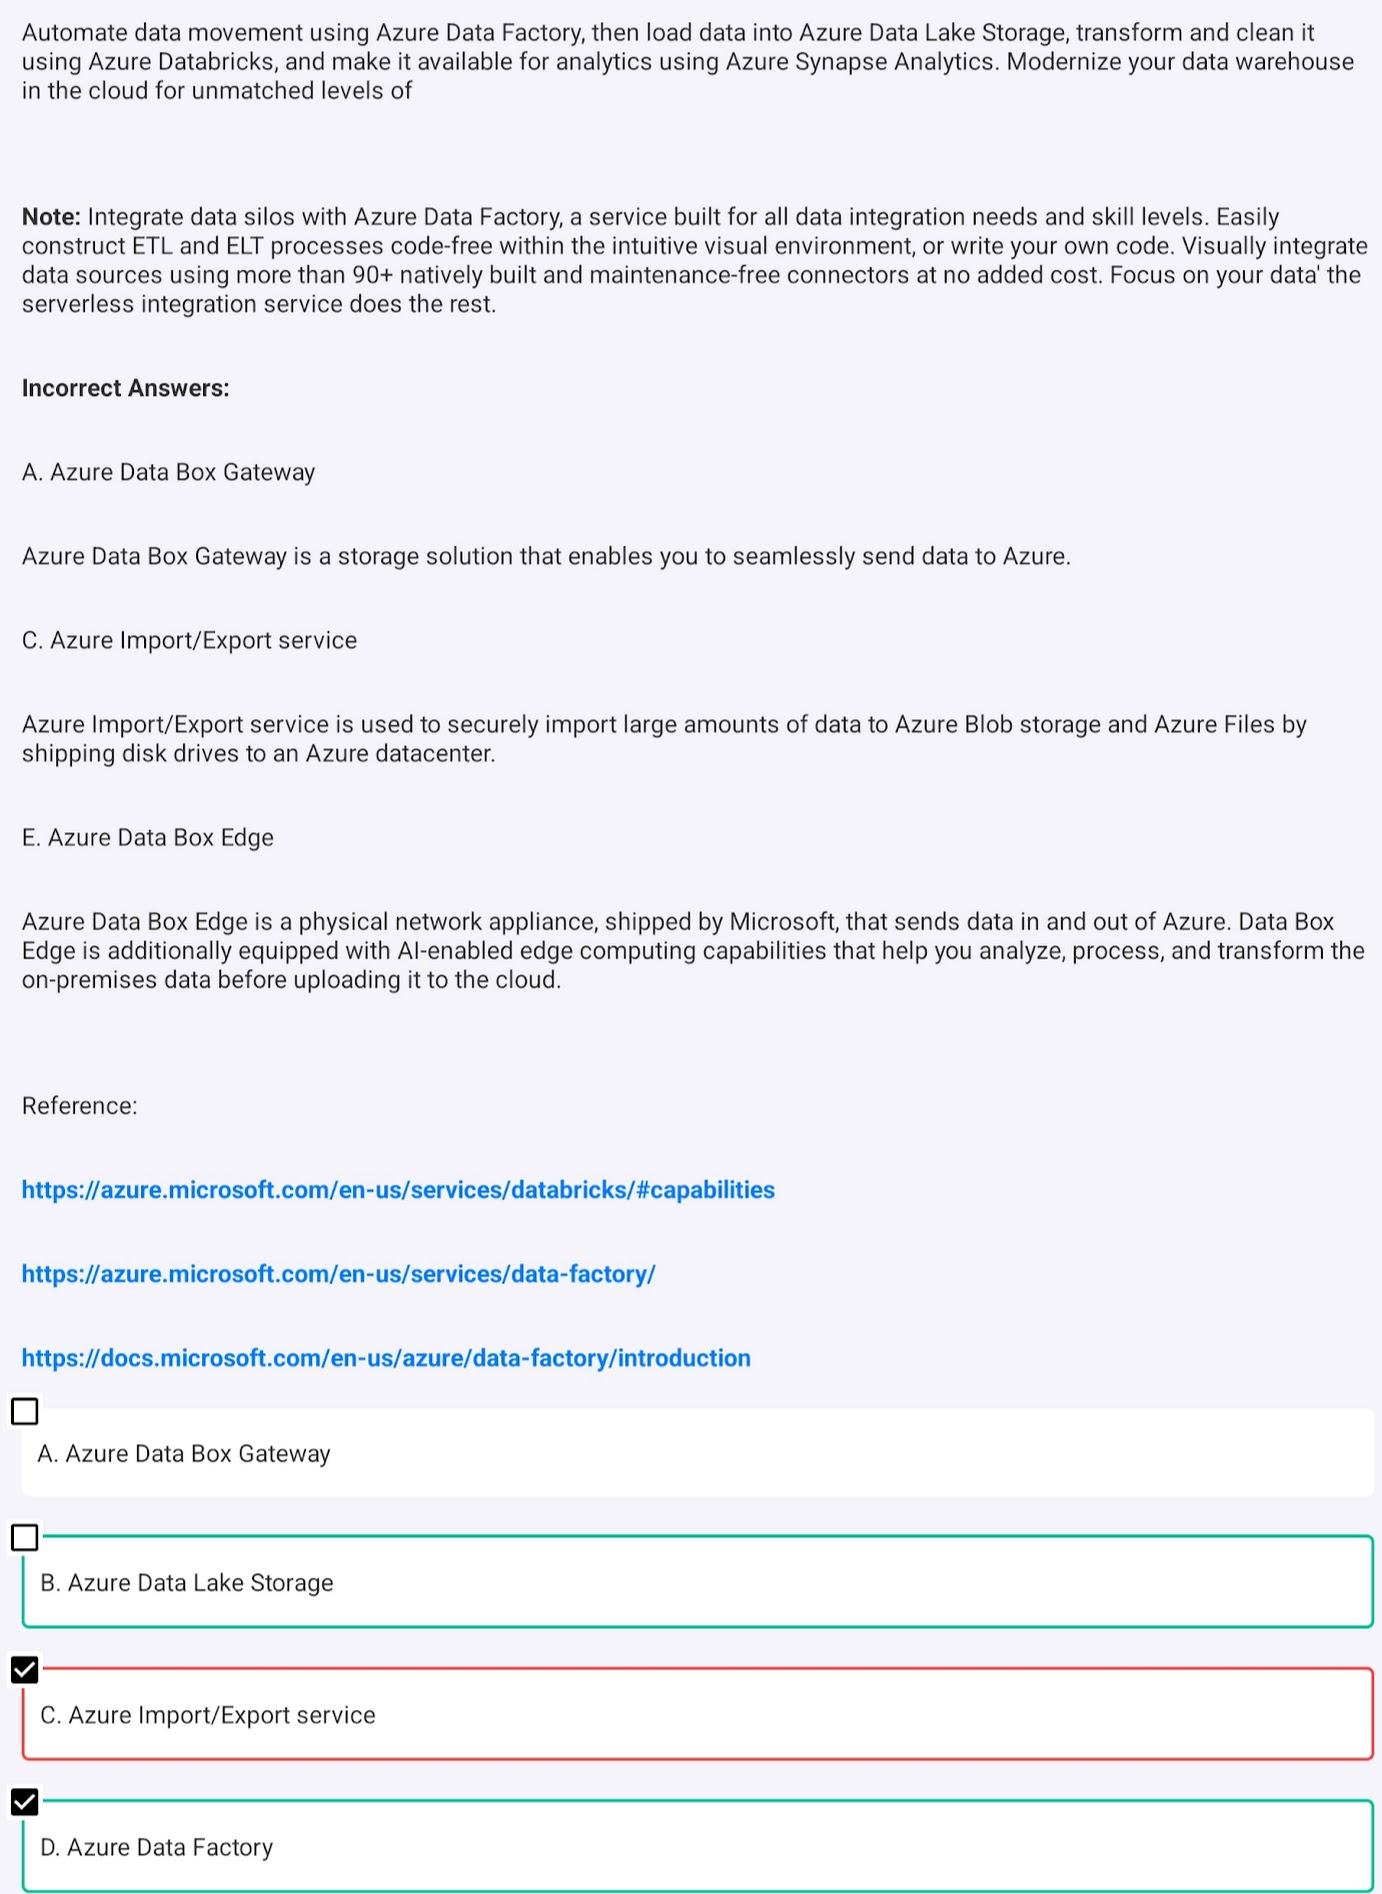 Automate data movement using Azure Data Factory, then load data into Azure Data Lake Storage, transform and clean it
using Azure Databricks, and make it available for analytics using Azure Synapse Analytics. Modernize your data warehouse
in the cloud for unmatched levels of
Note: Integrate data silos with Azure Data Factory, a service built for all data integration needs and skill levels. Easily
construct ETL and ELT processes code-free within the intuitive visual environment, or write your own code. Visually integrate
data sources using more than 90+ natively built and maintenance-free connectors at no added cost. Focus on your data' the
serverless integration service does the rest.
Incorrect Answers:
A. Azure Data Box Gateway
Azure Data Box Gateway is a storage solution that enables you to seamlessly send data to Azure.
C. Azure Import/Export service
Azure Import/Export service is used to securely import large amounts of data to Azure Blob storage and Azure Files by
shipping disk drives to an Azure datacenter.
E. Azure Data Box Edge
Azure Data Box Edge is a physical network appliance, shipped by Microsoft, that sends data in and out of Azure. Data Box
Edge is additionally equipped with AI-enabled edge computing capabilities that help you analyze, process, and transform the
on-premises data before uploading it to the cloud.
Reference:
https://azure.microsoft.com/en-us/services/databricks/#capabilities
https://azure.microsoft.com/en-us/services/data-factory/
https://docs.microsoft.com/en-us/azure/data-factory/introduction
A. Azure Data Box Gateway
B. Azure Data Lake Storage
C. Azure Import/Export service
D. Azure Data Factory